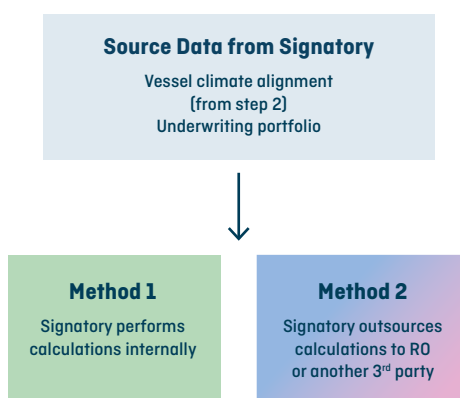 Source Data from Signatory
Vessel climate alignment
(from step 2)
Underwriting portfolio
Method 1
Signatory performs
calculations internally
Method 2
Signatory outsources
calculations to RO
or another 3rd party